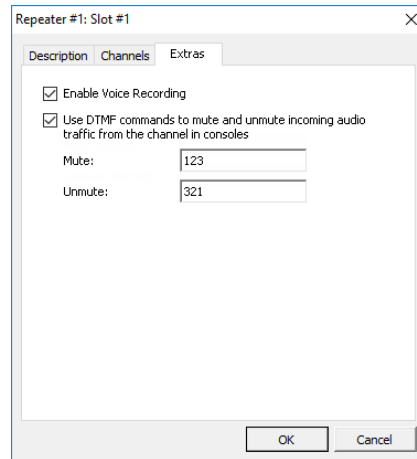 Repeater #1: Slot #1
Description Channels Extras
Enable Voice Recording
Use DTMF commands to mute and unmute incoming audio
traffic from the channel in consoles
Mute: 123
Unmute: 321
OK Cancel